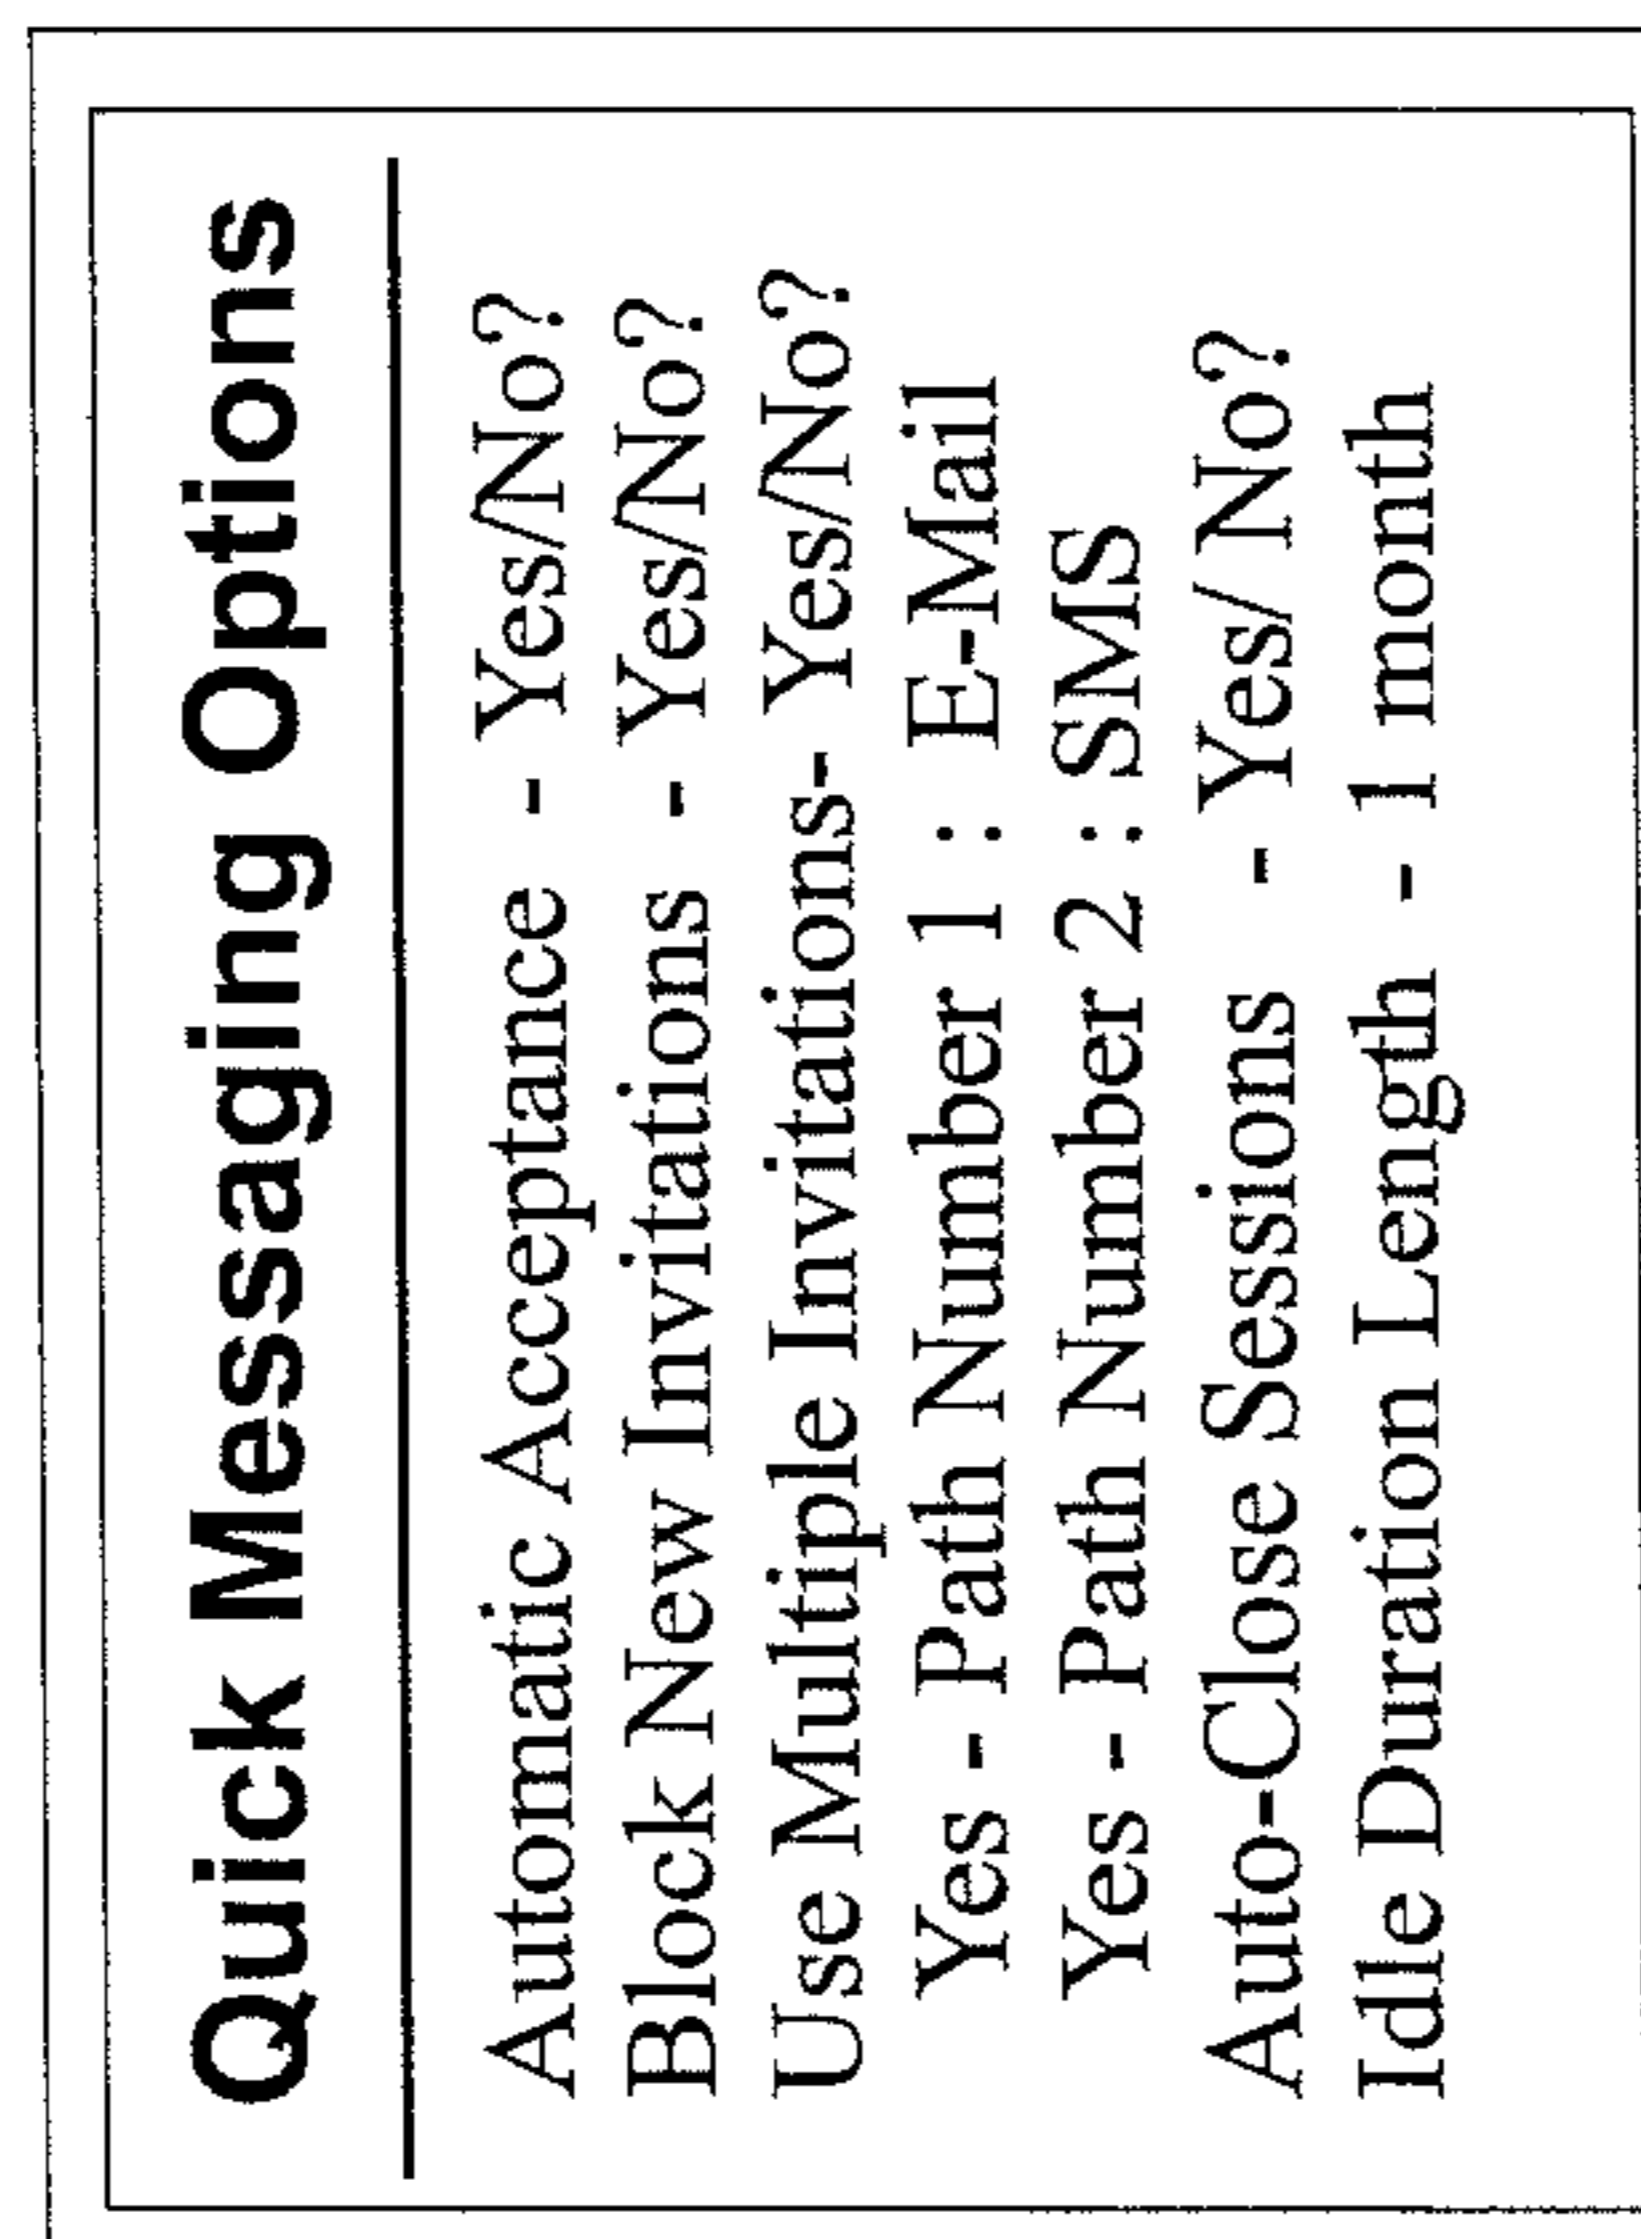 Quick Messaging Options
Automatic Acceptance - Yes/No?
Block New Invitations - Yes/No?
Use Multiple Invitations- Yes/No?
Yes - Path Number 1 : E-Mail
Yes - Path Number 2 : SMS
Auto-Close Sessions - Yes/ No?
Idle Duration Length - 1 month